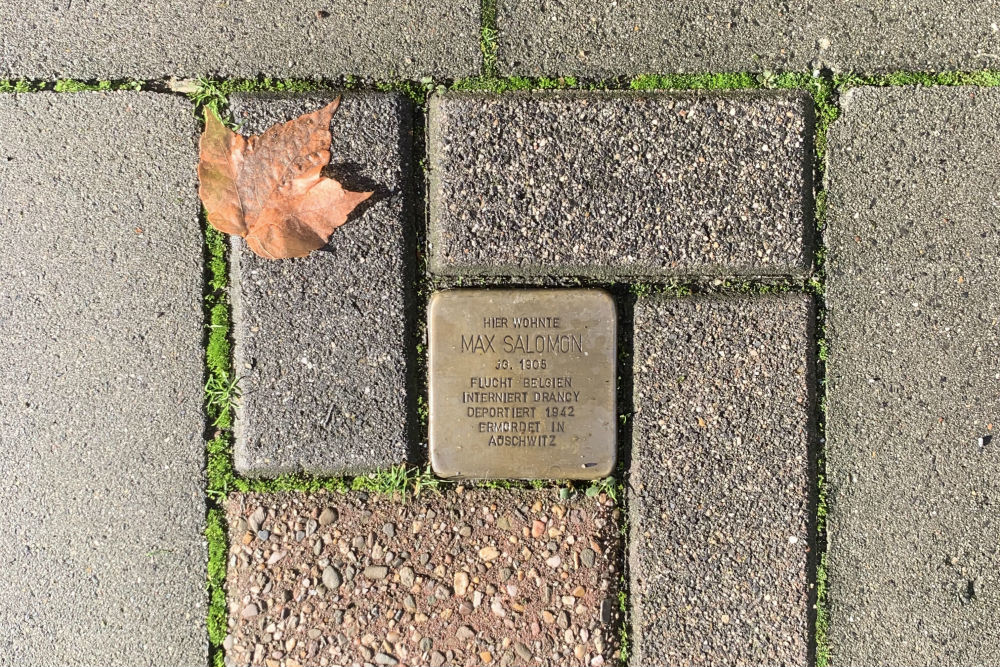 HIER WOHNTE
MAX SALOMON
JG. 1905
FLUCHT BELGIEN
INTERNIERT DRANCY
DEPORTIERT 1942
ERMORDET IN
AUSCHWITZ